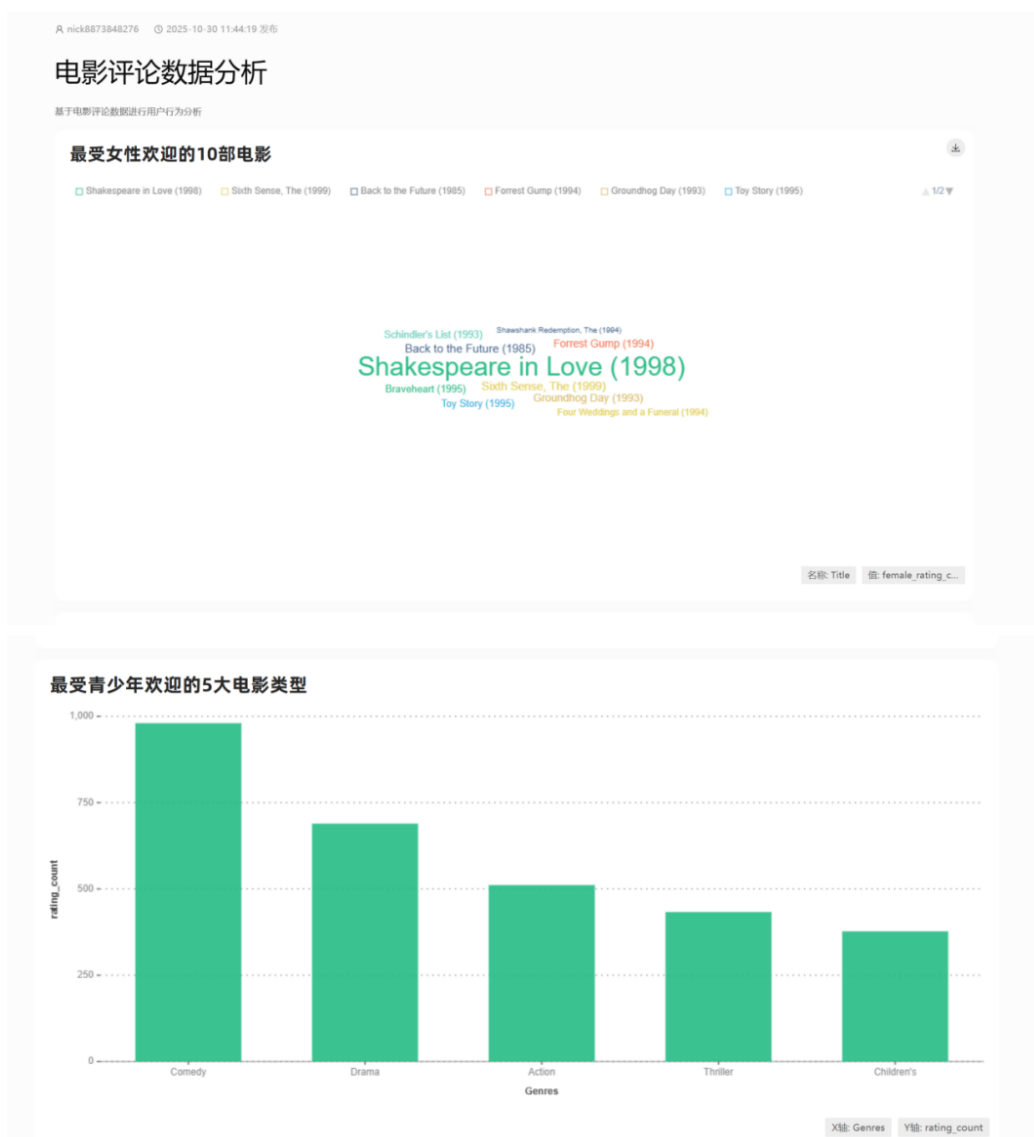 nick8873848276 2025-10-30 11:44:19 发布
电影评论数据分析
基于电影评论数据进行用户行为分析
最受女性欢迎的10部电影
Shakespeare in Love (1998) Sixth Sense, The (1999) Back to the Future (1985) Forrest Gump (1994) Groundhog Day (1993) Toy Story (1995) 1/2
Schindler's List (1993) Shawshank Redemption, The (1994)
Back to the Future (1985) Forrest Gump (1994)
Shakespeare in Love (1998)
Braveheart (1995) Sixth Sense, The (1999)
Toy Story (1995) Groundhog Day (1993)
Four Weddings and a Funeral (1994)
名称: Title 值: female_rating_c...
最受青少年欢迎的5大电影类型
1,000
750
500
250
0
rating_count
Comedy Drama Action Thriller Children's
Genres
X轴: Genres Y轴: rating_count